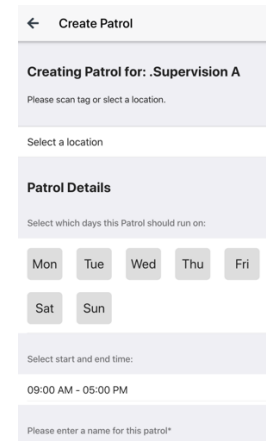 ← Create Patrol
Creating Patrol for: .Supervision A
Please scan tag or slect a location.
Select a location
Patrol Details
Select which days this Patrol should run on:
Mon Tue Wed Thu Fri
Sat Sun
Select start and end time:
09:00 AM - 05:00 PM
Please enter a name for this patrol*